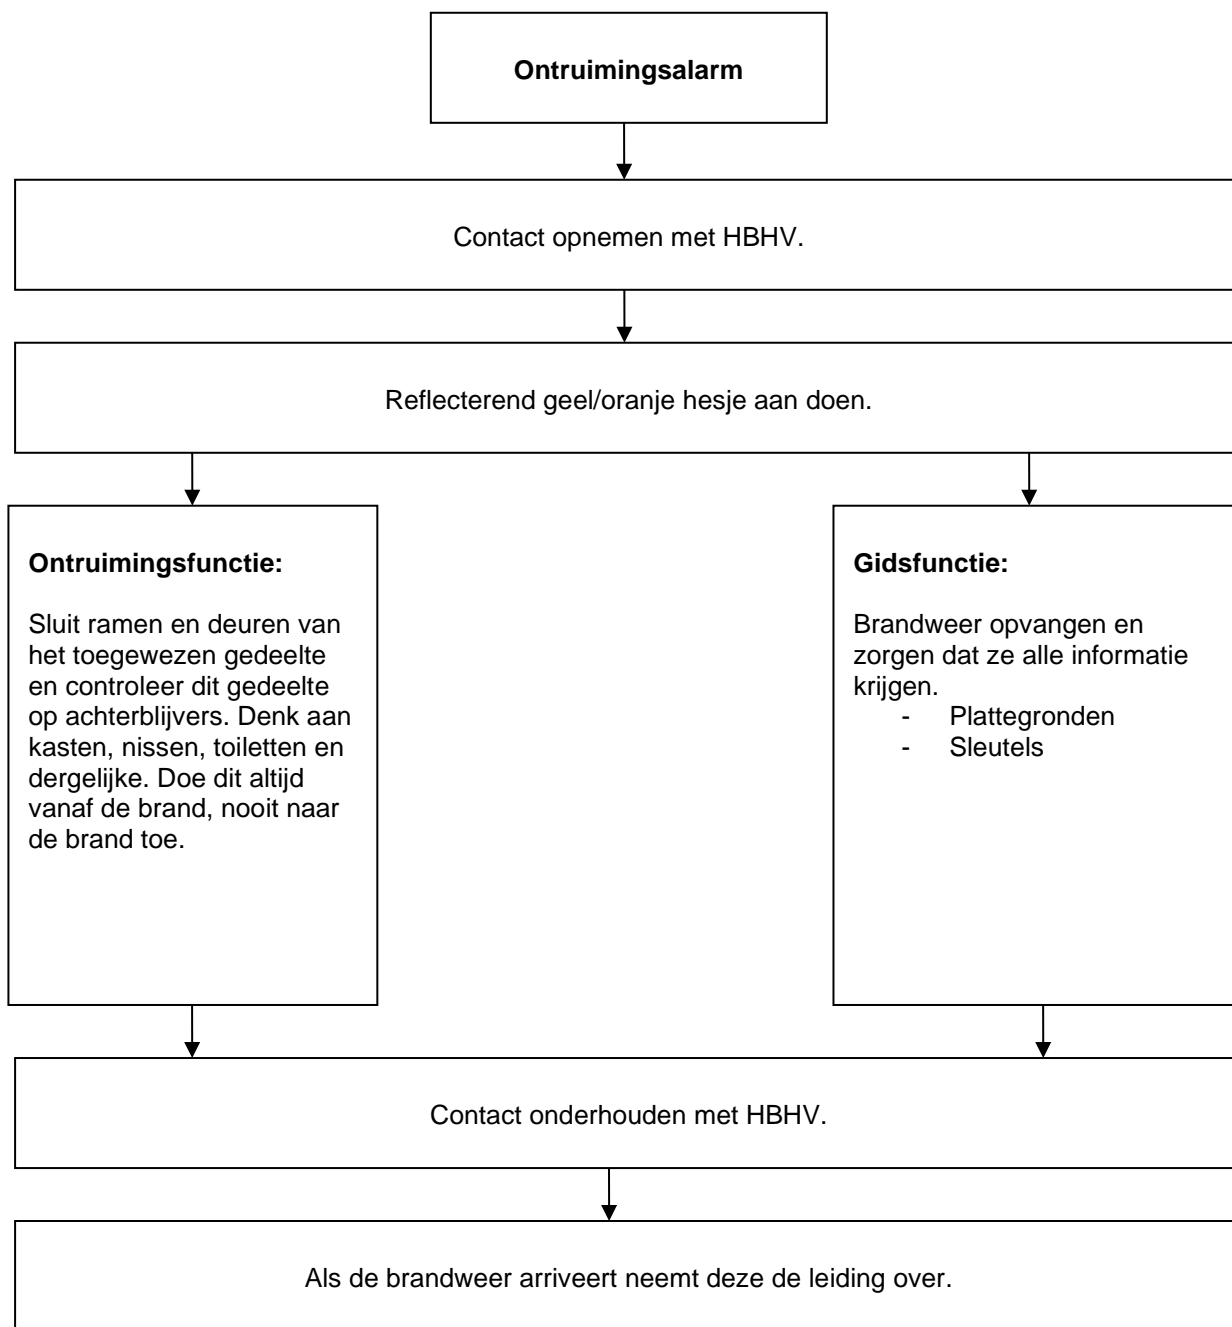 Ontruimingsalarm
Contact opnemen met HBHV.
Reflecterend geel/oranje hesje aan doen.
Ontruimingsfunctie:
Sluit ramen en deuren van
het toegewezen gedeelte
en controleer dit gedeelte
op achterblijvers. Denk aan
kasten, nissen, toiletten en
dergelijke. Doe dit altijd
vanaf de brand, nooit naar
de brand toe.
Gidsfunctie:
Brandweer opvangen en
zorgen dat ze alle informatie
krijgen.
- Plattegronden
- Sleutels
Contact onderhouden met HBHV.
Als de brandweer arriveert neemt deze de leiding over.